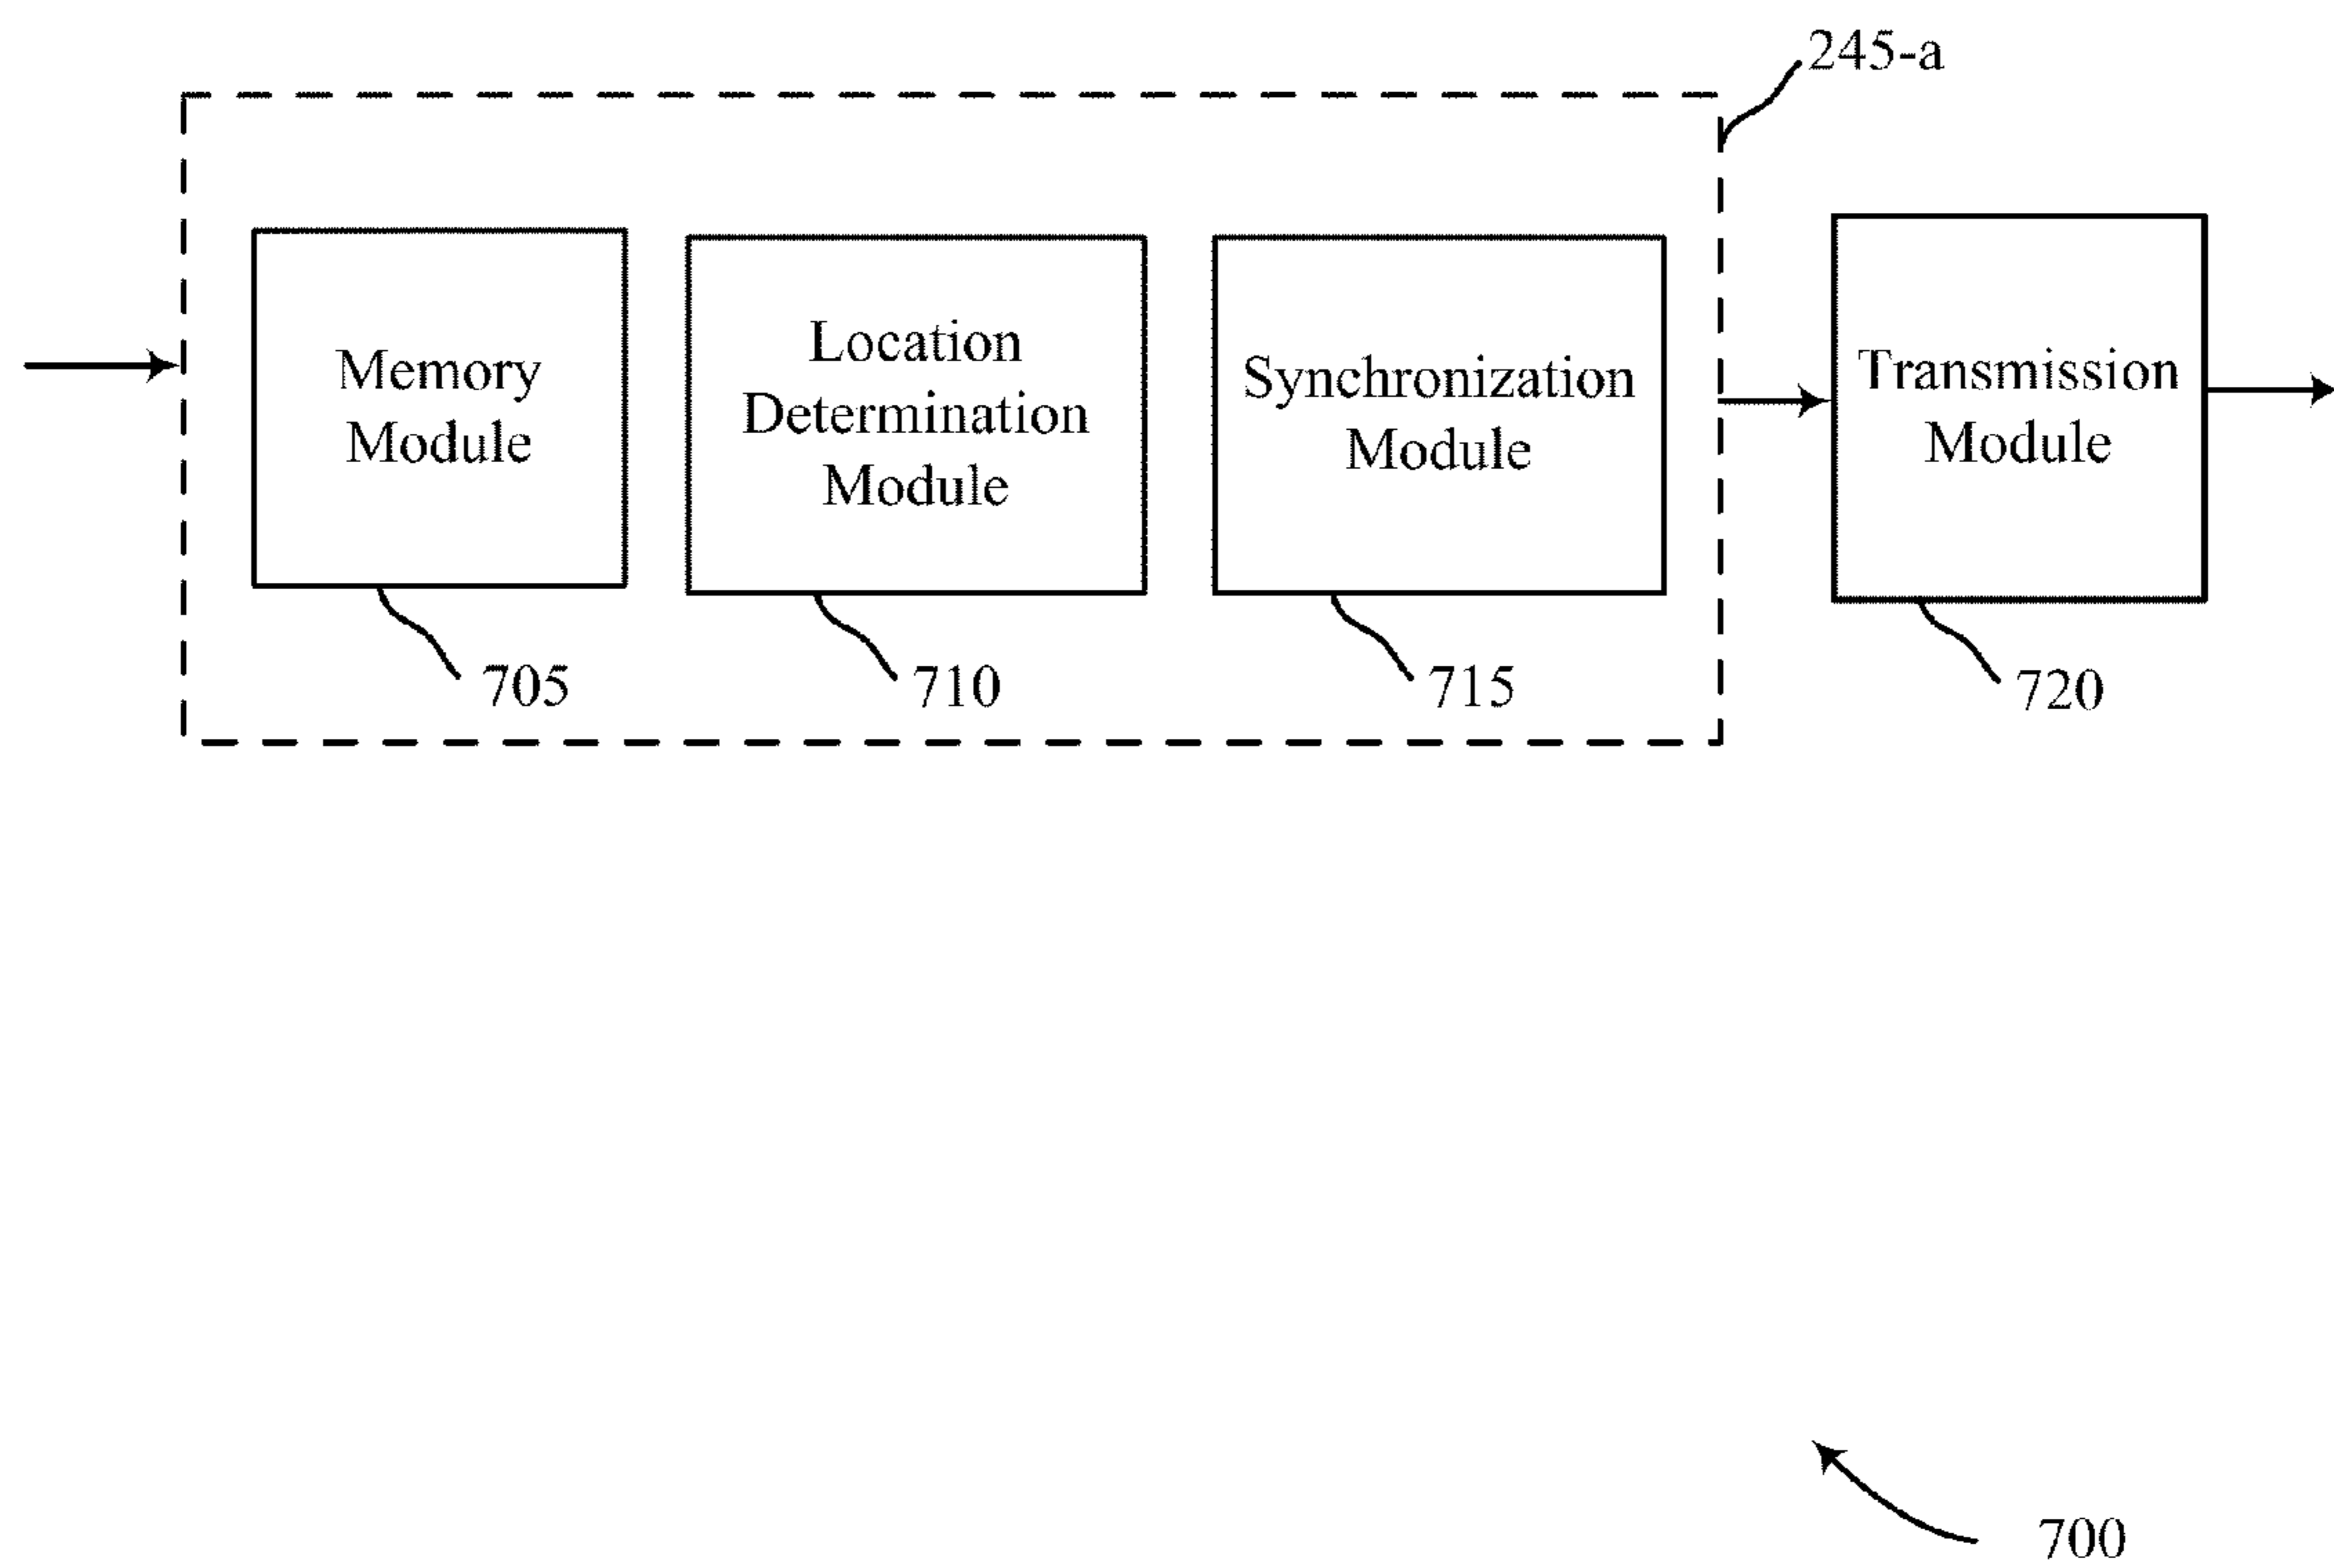 245-a
Memory
Module
Location
Determination
Module
Synchronization
Module
Transmission
Module
705
710
715
720
700